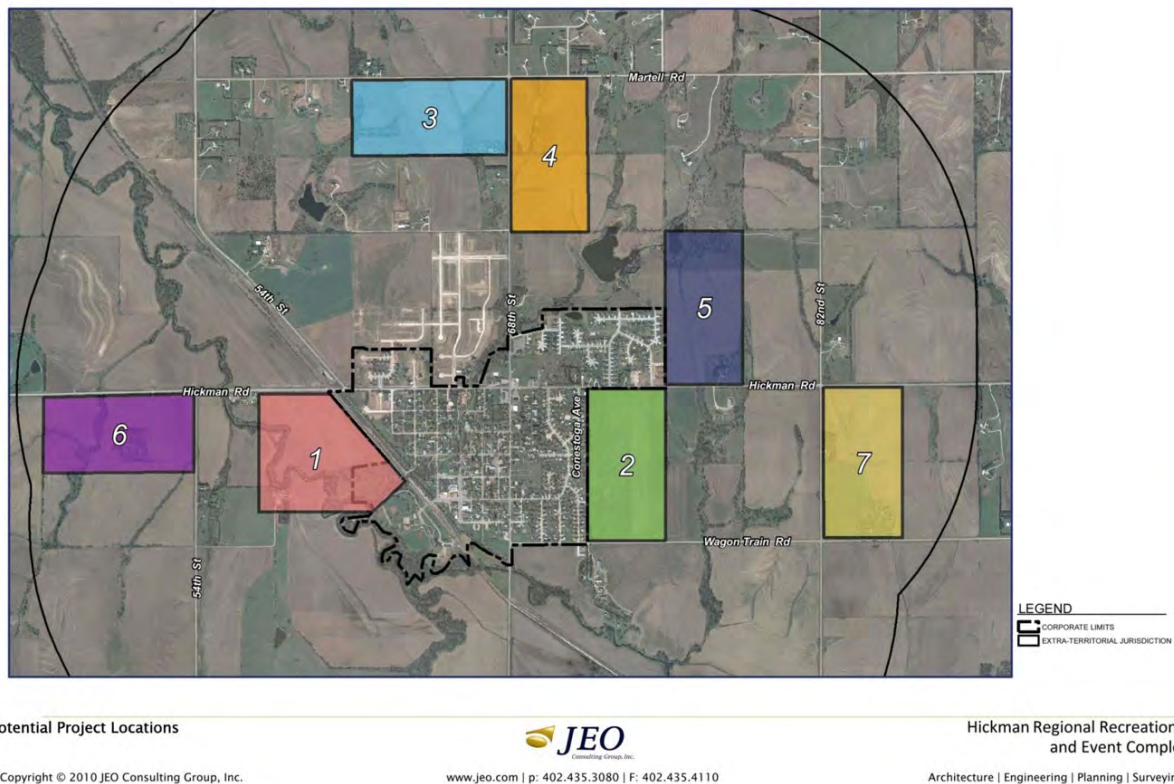 Martell Rd
3
4
54th St
68th St
5
82nd St
Hickman Rd
Hickman Rd
6
1
Conestoga Ave
2
7
54th St
Wagon Train Rd
LEGEND
CORPORATE LIMITS
EXTRA-TERRITORIAL JURISDICTION
otential Project Locations
JEO
Consulting Group, Inc.
Hickman Regional Recreation
and Event Comple
Copyright © 2010 JEO Consulting Group, Inc.
www.jeo.com | p: 402.435.3080 | F: 402.435.4110
Architecture | Engineering | Planning | Surveyin